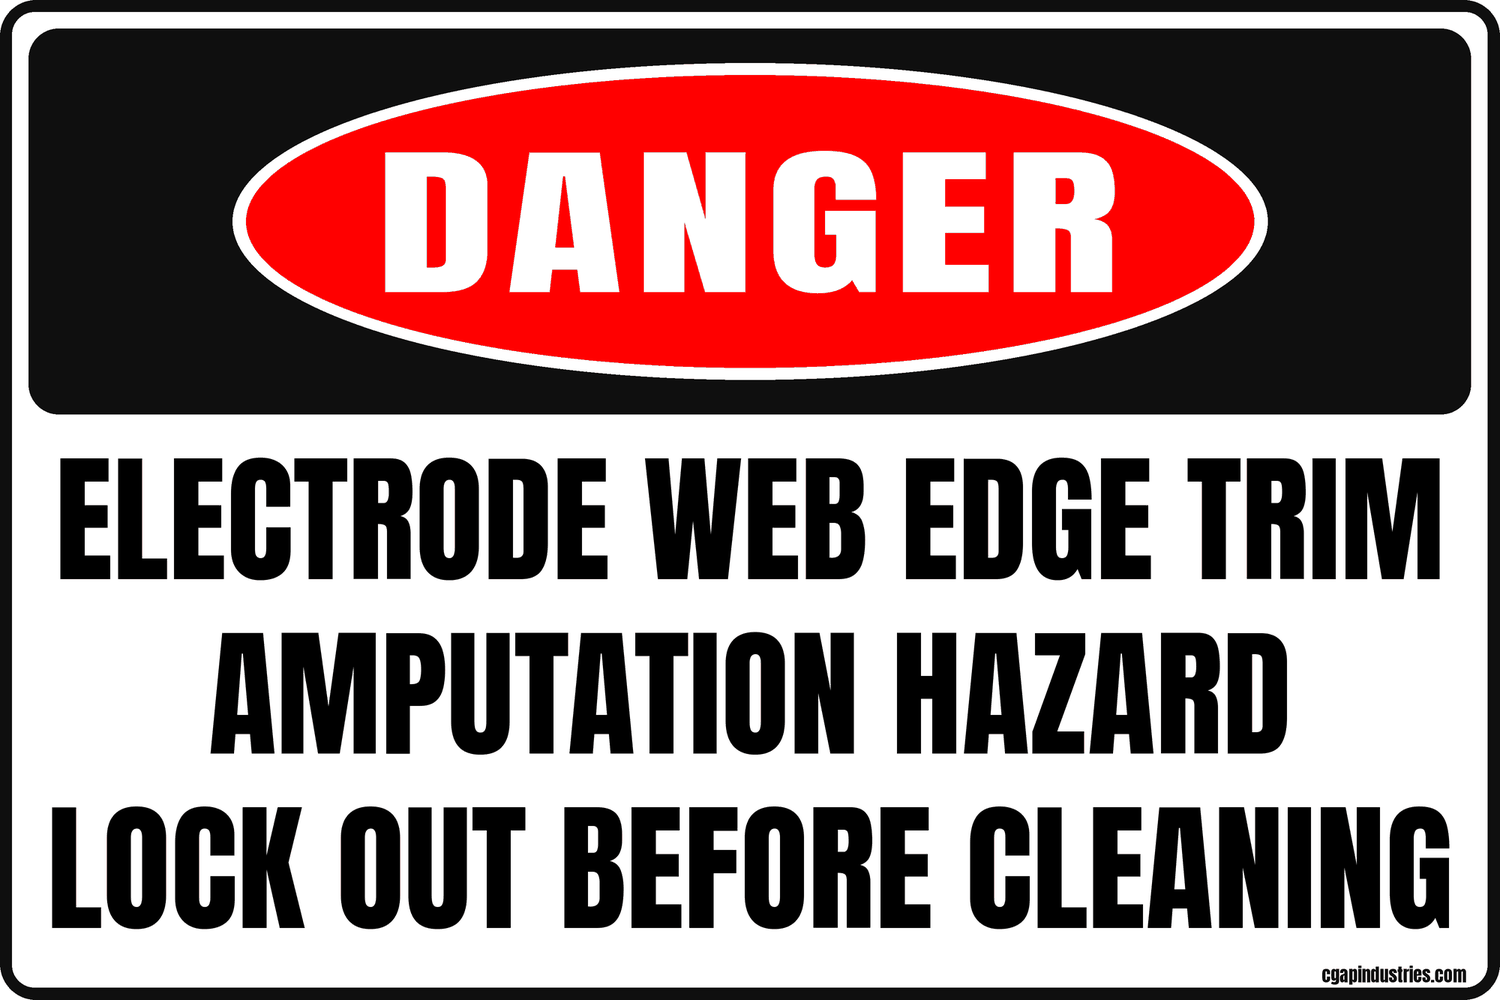 DANGER
ELECTRODE WEB EDGE TRIM
AMPUTATION HAZARD
LOCK OUT BEFORE CLEANING
cgapindustries.com